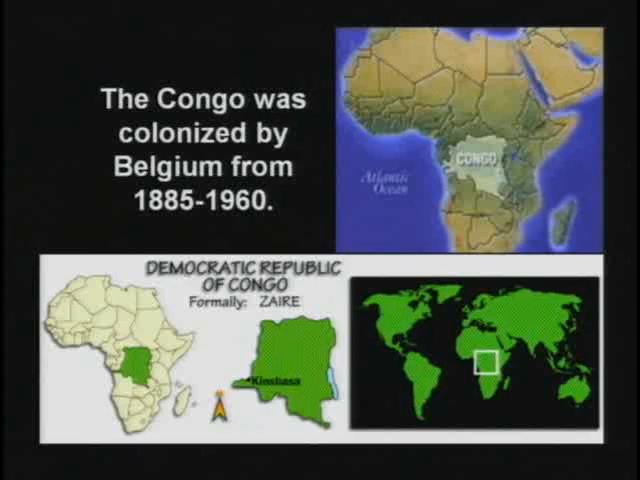 The Congo was
colonized by
Belgium from
1885-1960.
CONGO
Atlantic
Ocean
DEMOCRATIC REPUBLIC
OF CONGO
Formally: ZAIRE
Kinshasa